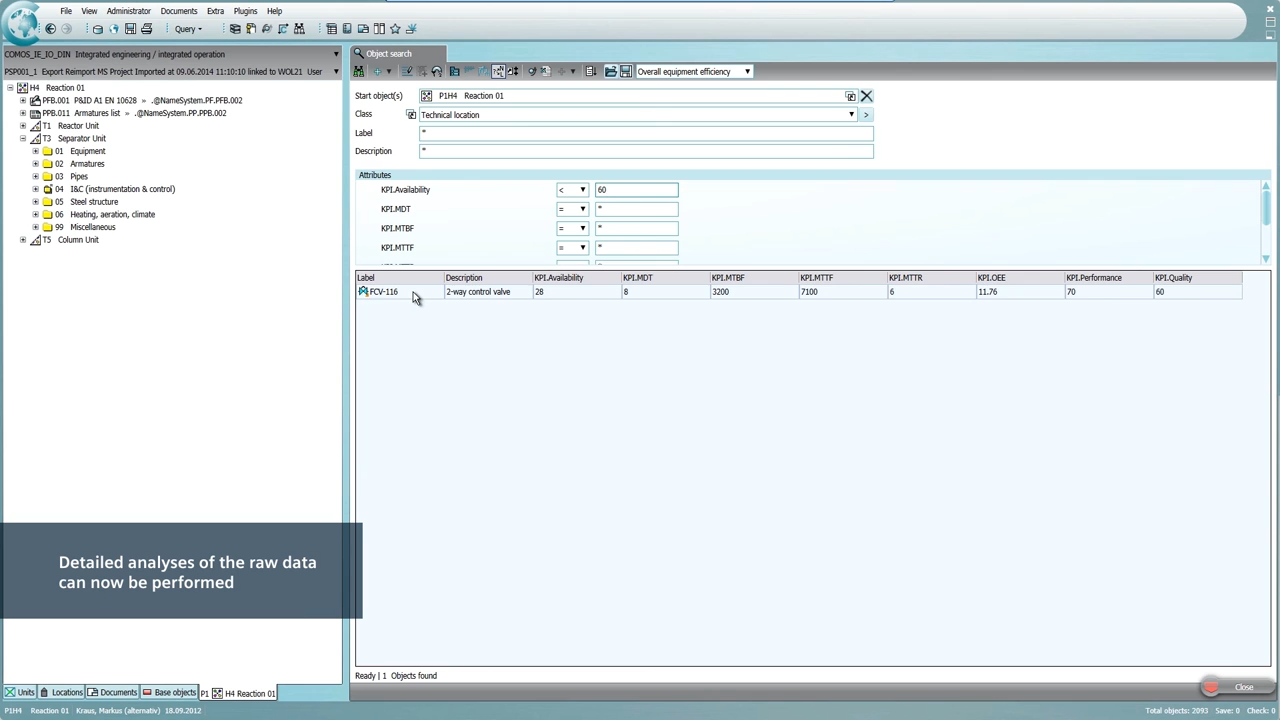 File View Administrator Documents Extra Plugins Help
Query
COMOS_IE_IO_DIN Integrated engineering / integrated operation
PSP001_1 Export Reimport MS Project Imported at 09.06.2014 11:10:10 linked to WOL21 User
H4 Reaction 01
PFB.001 P&ID A1 EN 10628 » .@NameSystem.PF.PFB.002
PPB.011 Armatures list » .@NameSystem.PP.PPB.002
T1 Reactor Unit
T3 Separator Unit
01 Equipment
02 Armatures
03 Pipes
04 I&C (instrumentation & control)
05 Steel structure
06 Heating, aeration, climate
99 Miscellaneous
T5 Column Unit
Object search
Overall equipment efficiency
Start object(s) P1H4 Reaction 01
Class Technical location >
Label *
Description *
Attributes
KPI.Availability < 60
KPI.MDT = *
KPI.MTBF = *
KPI.MTTF = *
Label Description KPI.Availability KPI.MDT KPI.MTBF KPI.MTTF KPI.MTTR KPI.OEE KPI.Performance KPI.Quality
FCV-116 2-way control valve 28 8 3200 7100 6 11.76 70 60
Detailed analyses of the raw data
can now be performed
Ready | 1 Objects found
Close
Units Locations Documents Base objects P1 H4 Reaction 01
P1H4 Reaction 01 Kraus, Markus (alternativ) 18.09.2012 Total objects: 2093 Save: 0 Check: 0